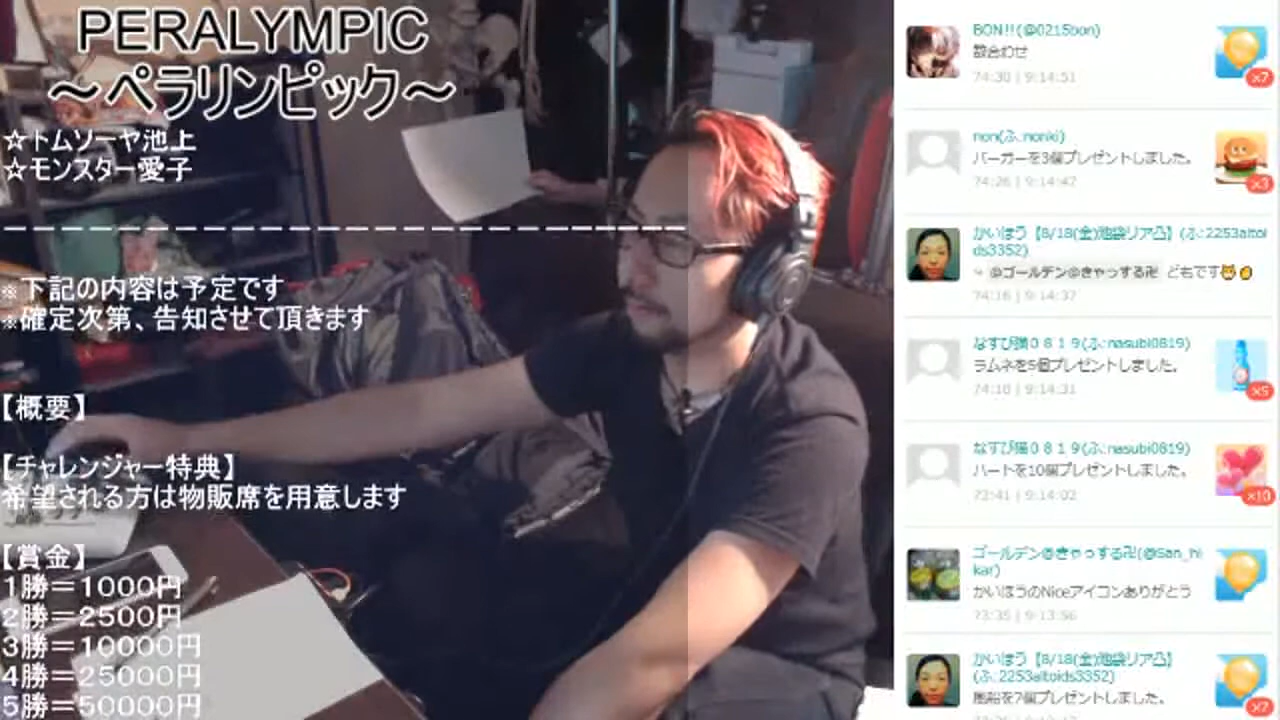 PERALYMPIC
～ペラリンピック～
☆トムソーヤ池上
☆モンスター愛子
※下記の内容は予定です
※確定次第、告知させて頂きます
【概要】
【チャレンジャー特典】
希望される方は物販席を用意します
【賞金】
1勝＝1000円
2勝＝2500円
3勝＝10000円
4勝＝25000円
5勝＝50000円
BON!!(@0215bon)
数合わせ
74:30 | 9:14:51
x7
non(ふ:nonki)
バーガーを3個プレゼントしました。
74:26 | 9:14:47
x3
かいほう【8/18(金)池袋リア凸】(ふ:2253altoi
ds3352)
@ゴールデン@きゃっする卍 どもです
74:16 | 9:14:37
なすび猫0819(ふ:nasubi0819)
ラムネを5個プレゼントしました。
74:10 | 9:14:31
x5
なすび猫0819(ふ:nasubi0819)
ハートを10個プレゼントしました。
73:41 | 9:14:02
x10
ゴールデン@きゃっする卍(@San_hi
kar)
かいほうのNiceアイコンありがとう
73:35 | 9:13:56
かいほう【8/18(金)池袋リア凸】
(ふ:2253altoids3352)
風船を7個プレゼントしました。
x7